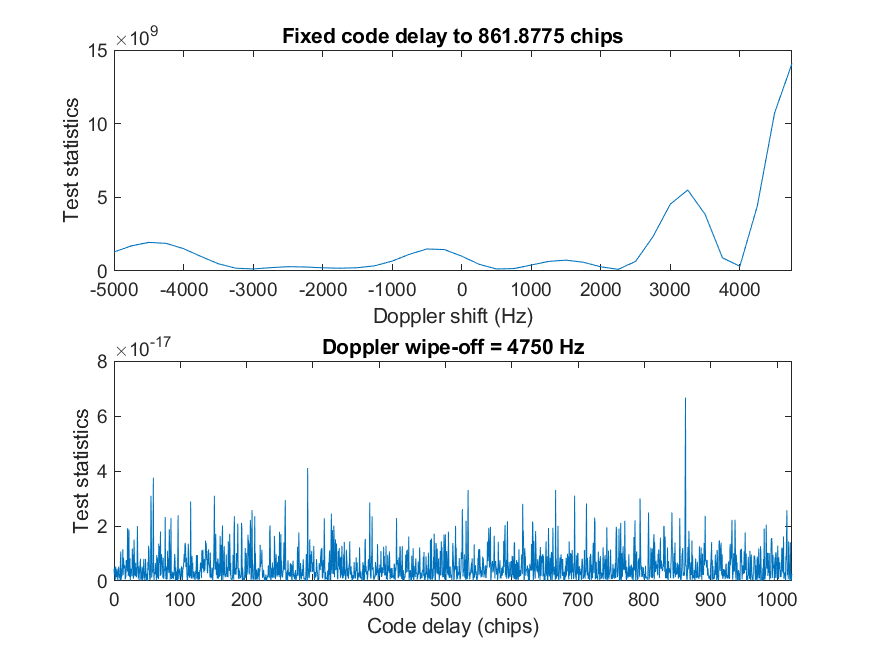 ×10^9
Fixed code delay to 861.8775 chips
15
10
5
0
Test statistics
-5000 -4000 -3000 -2000 -1000 0 1000 2000 3000 4000
Doppler shift (Hz)
×10^-17
Doppler wipe-off = 4750 Hz
8
6
4
2
0
Test statistics
0 100 200 300 400 500 600 700 800 900 1000
Code delay (chips)